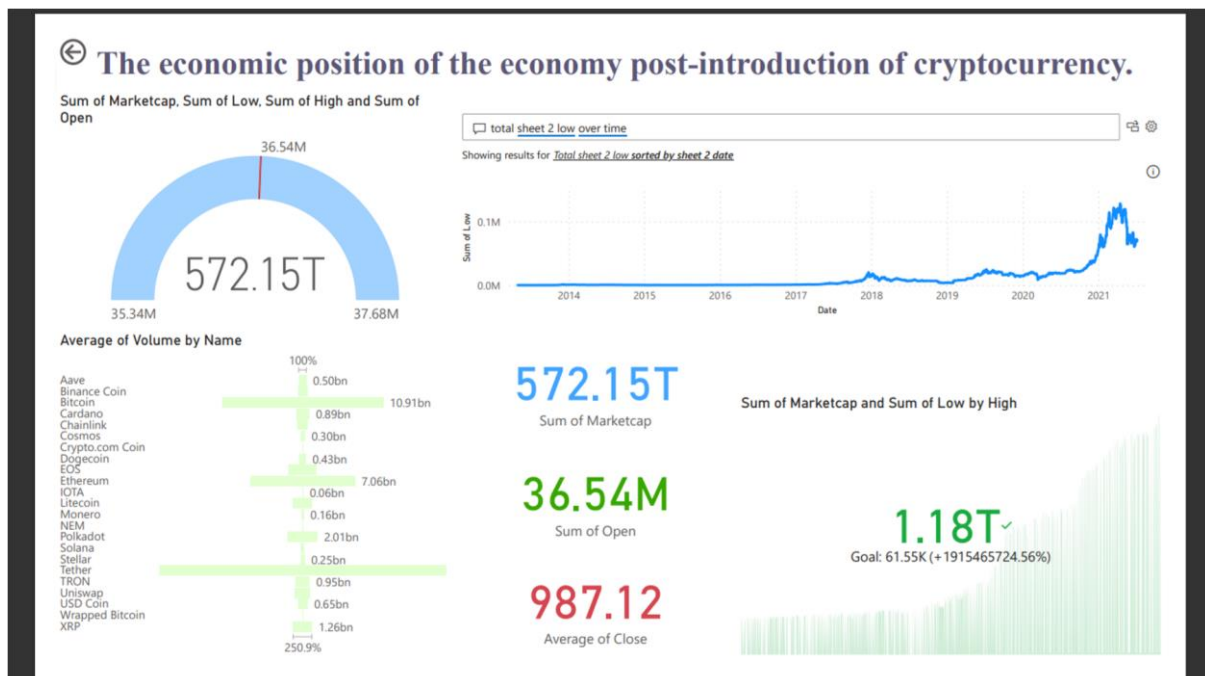 The economic position of the economy post-introduction of cryptocurrency.
Sum of Marketcap, Sum of Low, Sum of High and Sum of
Open
36.54M
572.15T
35.34M
37.68M
total sheet 2 low over time
Showing results for Total sheet 2 low sorted by sheet 2 date
Sum of Low
0.1M
0.0M
2014 2015 2016 2017 2018 2019 2020 2021
Date
Average of Volume by Name
100%
Aave 0.50bn
Binance Coin
Bitcoin 10.91bn
Cardano 0.89bn
Chainlink
Cosmos 0.30bn
Crypto.com Coin
Dogecoin 0.43bn
EOS
Ethereum 7.06bn
IOTA 0.06bn
Litecoin
Monero 0.16bn
NEM
Polkadot 2.01bn
Solana
Stellar 0.25bn
Tether
TRON 0.95bn
Uniswap
USD Coin 0.65bn
Wrapped Bitcoin
XRP 1.26bn
250.9%
572.15T
Sum of Marketcap
36.54M
Sum of Open
987.12
Average of Close
Sum of Marketcap and Sum of Low by High
1.18T
Goal: 61.55K (+1915465724.56%)